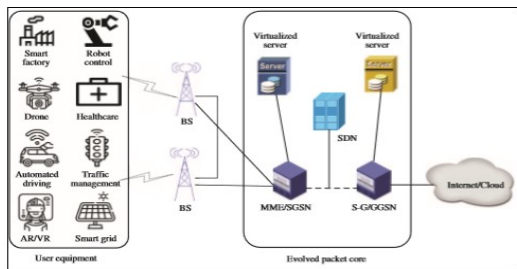 Smart
factory
Robot
control
Drone
Healthcare
Automated
driving
Traffic
management
AR/VR
Smart grid
User equipment
BS
BS
Virtualized
server
Virtualized
server
Server
Server
SDN
MME/SGSN
S-G/GGSN
Evolved packet core
Internet/Cloud